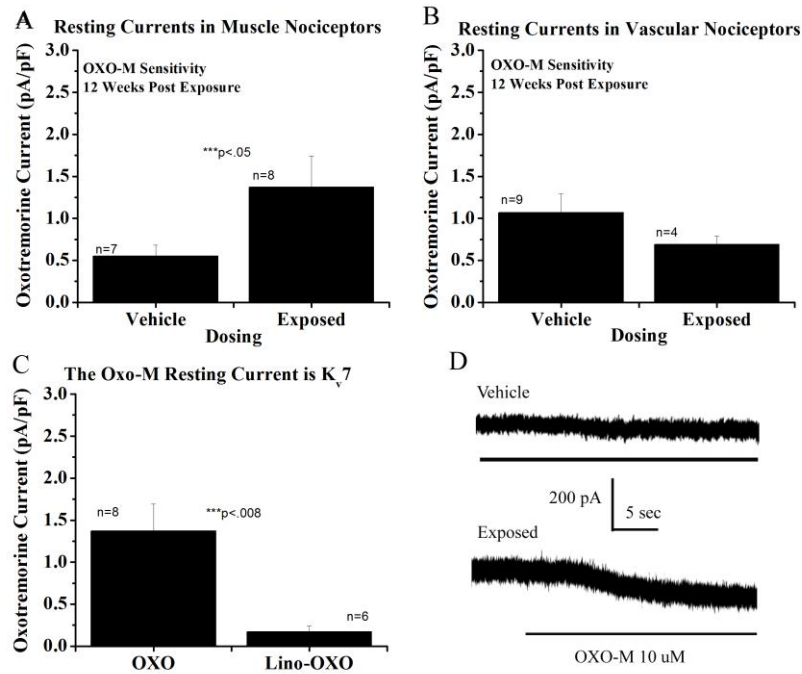 A
Resting Currents in Muscle Nociceptors
OXO-M Sensitivity
12 Weeks Post Exposure
***p<.05
n=8
n=7
3.0
2.5
2.0
1.5
1.0
0.5
0.0
Oxotremorine Current (pA/pF)
Vehicle
Exposed
Dosing
B
Resting Currents in Vascular Nociceptors
OXO-M Sensitivity
12 Weeks Post Exposure
n=9
n=4
3.0
2.5
2.0
1.5
1.0
0.5
0.0
Oxotremorine Current (pA/pF)
Vehicle
Exposed
Dosing
C
The Oxo-M Resting Current is Kv7
n=8
***p<.008
n=6
3.0
2.5
2.0
1.5
1.0
0.5
0.0
Oxotremorine Current (pA/pF)
OXO
Lino-OXO
D
Vehicle
200 pA
5 sec
Exposed
OXO-M 10 uM